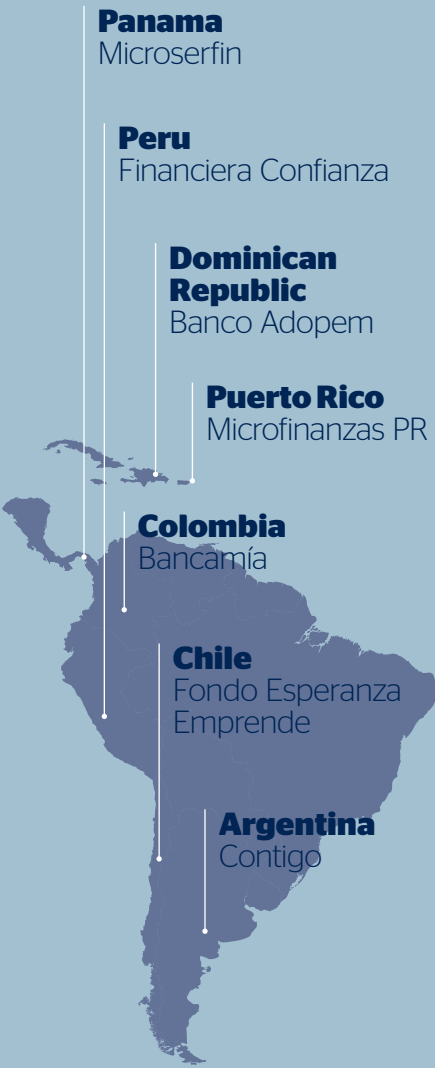 Panama
Microserfin
Peru
Financiera Confianza
Dominican
Republic
Banco Adopem
Puerto Rico
Microfinanzas PR
Colombia
Bancamía
Chile
Fondo Esperanza
Emprende
Argentina
Contigo